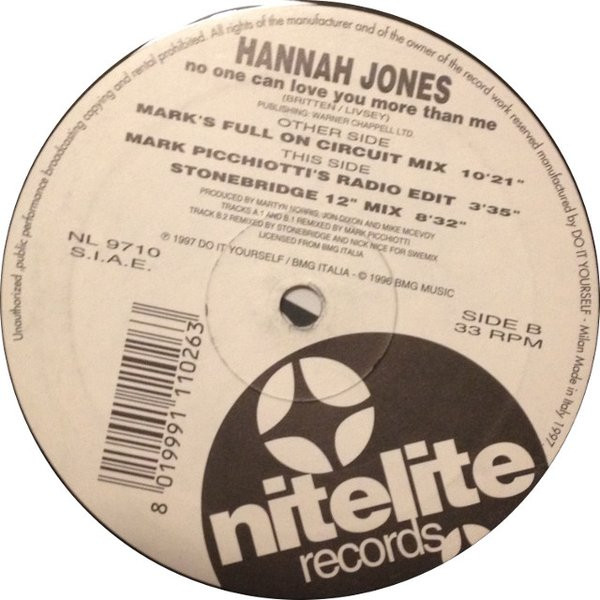 Unauthorized ,public performance broadcasting copying and rental prohibited. All rights of the manufacturer and of the owner of the record work reserved manufactured by DO IT YOURSELF - Milan Made in Italy 1997
HANNAH JONES
no one can love you more than me
(BRITTEN / LIVSEY)
PUBLISHING: WARNER CHAPPELL LTD.
OTHER SIDE
MARK'S FULL ON CIRCUIT MIX 10'21"
THIS SIDE
MARK PICCHIOTTI'S RADIO EDIT 3'35"
STONEBRIDGE 12" MIX 8'32"
PRODUCED BY MARTYN NORRIS, JON DIXON AND MIKE MCEVOY
TRACKS A.1 AND B.1 REMIXED BY MARK PICCHIOTTI
TRACK B.2 REMIXED BY STONEBRIDGE AND NICK NICE FOR SWEMIX
LICENSED FROM BMG ITALIA
℗ 1997 DO IT YOURSELF / BMG ITALIA - © 1996 BMG MUSIC
NL 9710
S.I.A.E.
SIDE B
33 RPM
8 019991 110263
nitelite
records